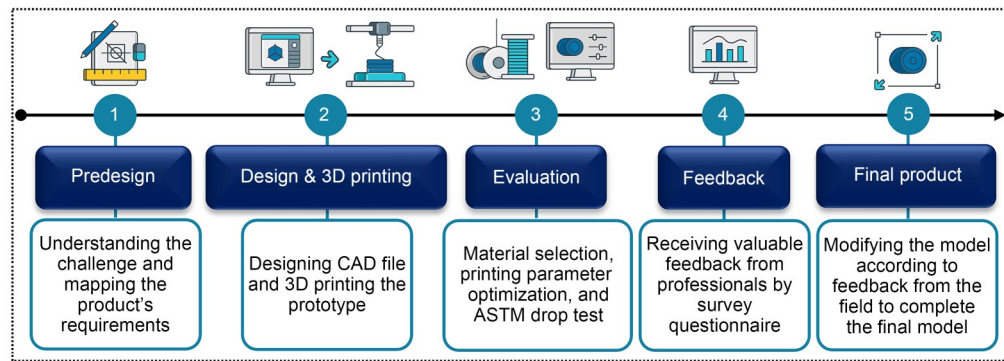 1
2
3
4
5
Predesign
Design & 3D printing
Evaluation
Feedback
Final product
Understanding the
challenge and
mapping the
product's
requirements
Designing CAD file
and 3D printing the
prototype
Material selection,
printing parameter
optimization, and
ASTM drop test
Receiving valuable
feedback from
professionals by
survey
questionnaire
Modifying the model
according to
feedback from the
field to complete
the final model